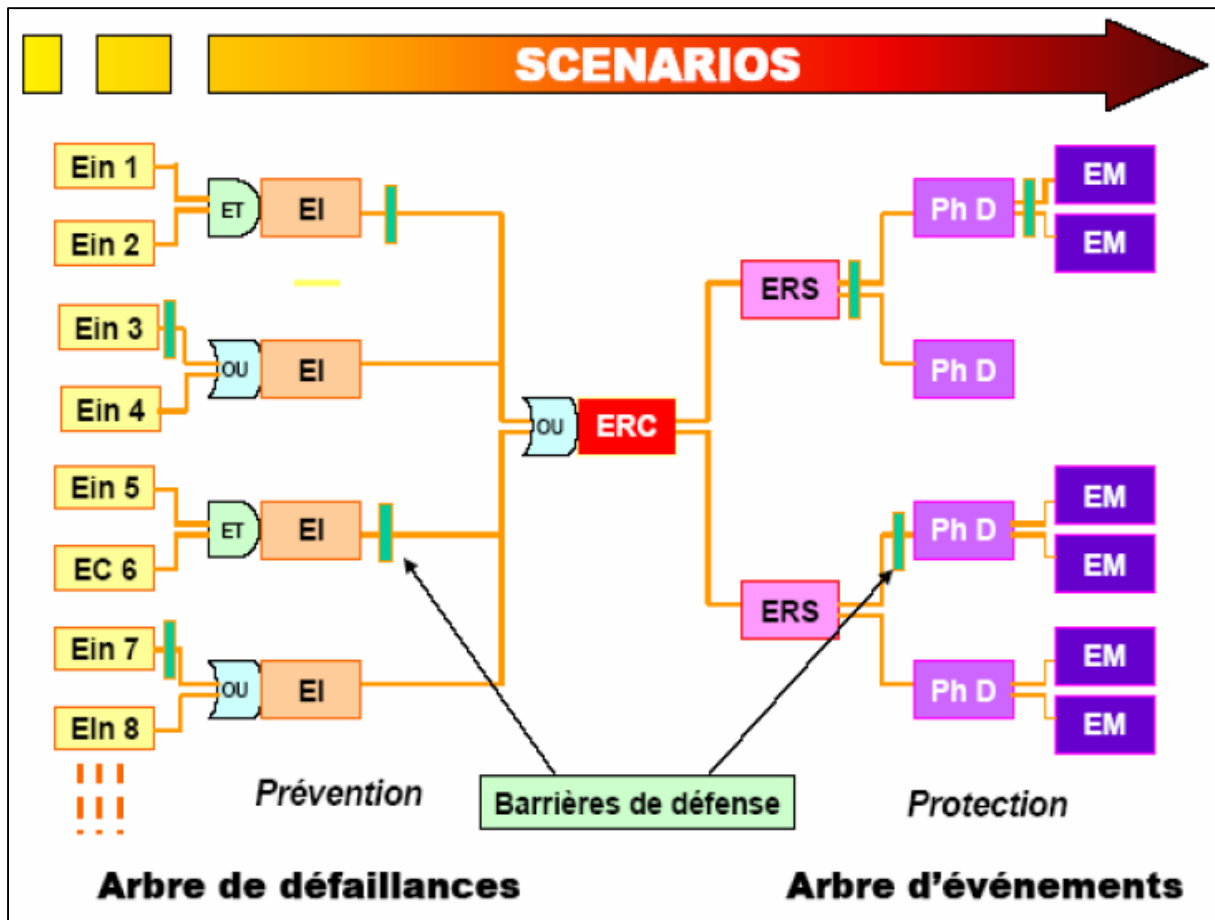 SCENARIOS
Ein 1
Ein 2
ET
EI
Ein 3
Ein 4
OU
EI
Ein 5
EC 6
ET
EI
Ein 7
EIn 8
OU
EI
OU
ERC
ERS
ERS
Ph D
Ph D
Ph D
Ph D
EM
EM
EM
EM
EM
EM
Prévention
Barrières de défense
Protection
Arbre de défaillances
Arbre d'événements